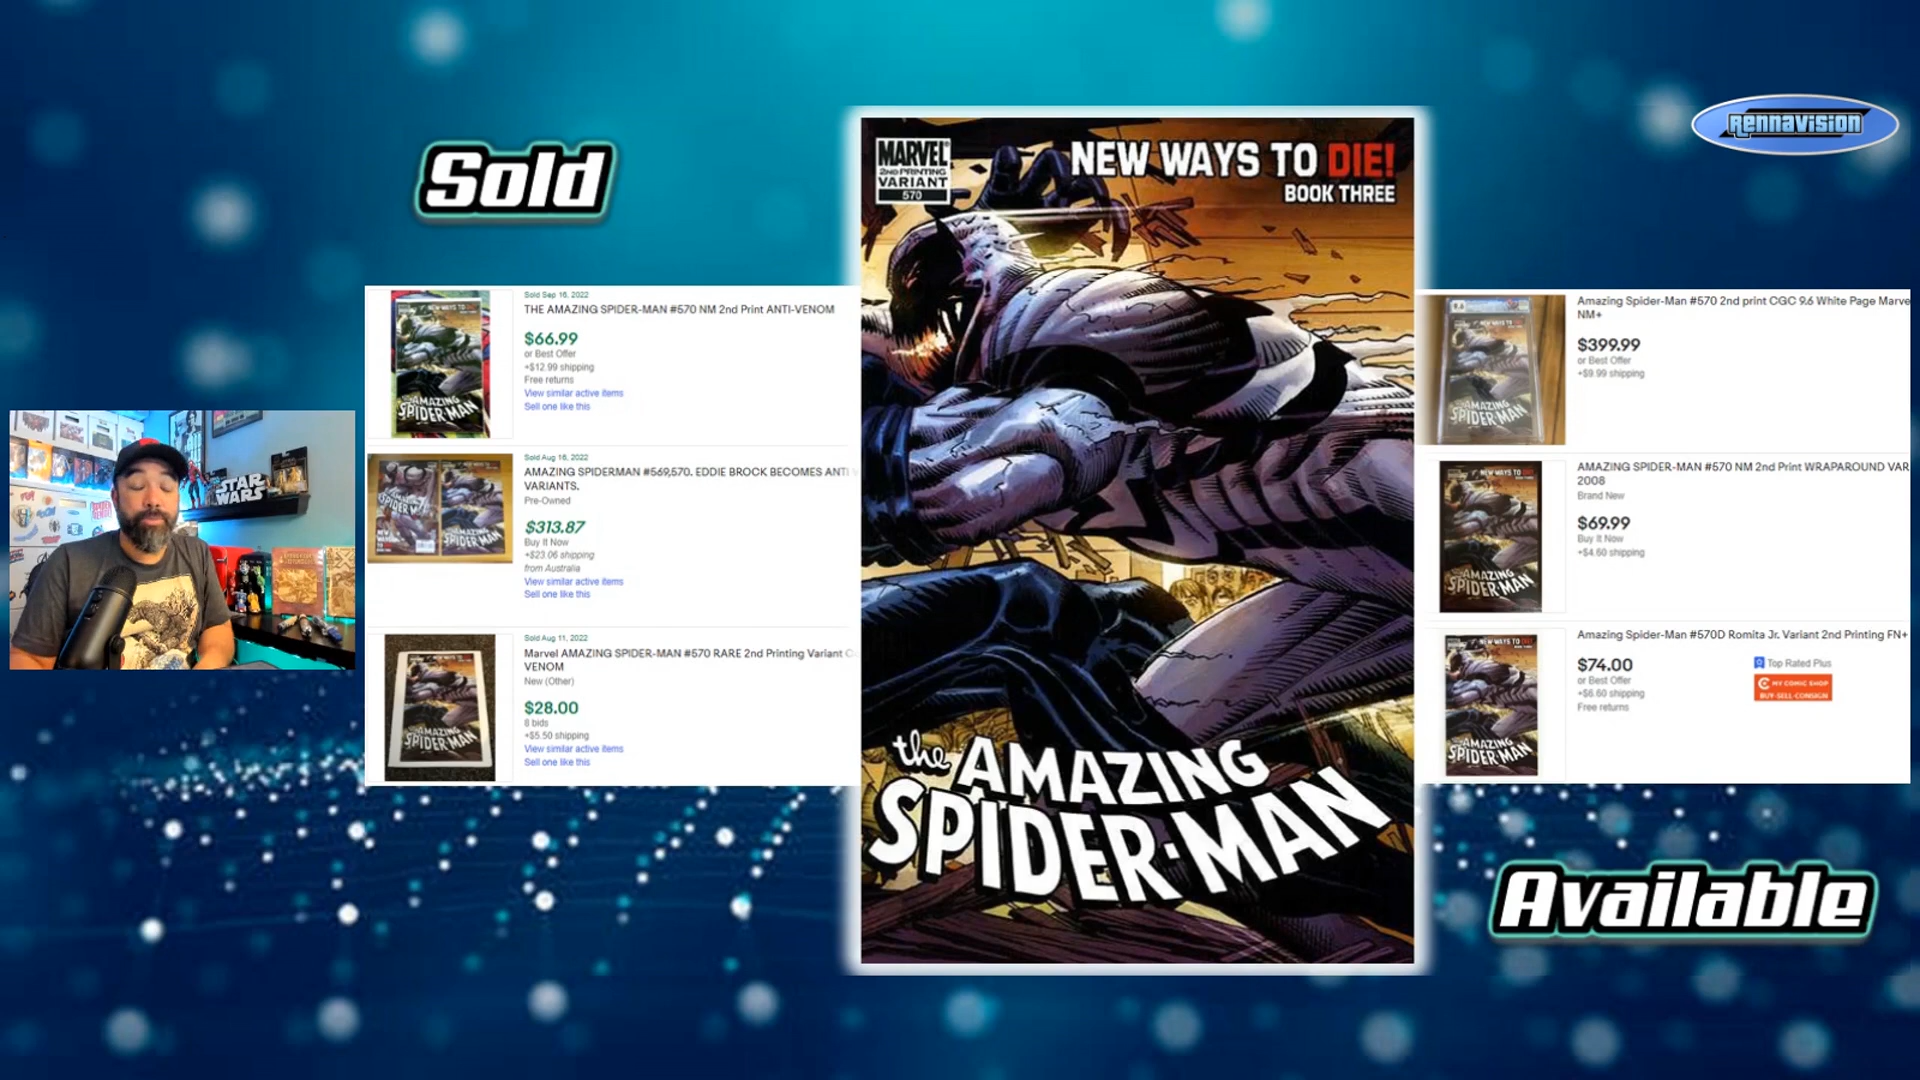 RennaVision
Sold
MARVEL
2ND PRINTING
VARIANT
570
NEW WAYS TO DIE!
BOOK THREE
the AMAZING
SPIDER-MAN
Sold Sep 16, 2022
THE AMAZING SPIDER-MAN #570 NM 2nd Print ANTI-VENOM
$66.99
or Best Offer
+$12.99 shipping
Free returns
View similar active items
Sell one like this
Sold Aug 16, 2022
AMAZING SPIDERMAN #569,570. EDDIE BROCK BECOMES ANTI
VARIANTS.
Pre-Owned
$313.87
Buy It Now
+$23.06 shipping
from Australia
View similar active items
Sell one like this
Sold Aug 11, 2022
Marvel AMAZING SPIDER-MAN #570 RARE 2nd Printing Variant
VENOM
New (Other)
$28.00
8 bids
+$5.50 shipping
View similar active items
Sell one like this
Amazing Spider-Man #570 2nd print CGC 9.6 White Page Marve
NM+
$399.99
or Best Offer
+$9.99 shipping
AMAZING SPIDER-MAN #570 NM 2nd Print WRAPAROUND VAR
2008
Brand New
$69.99
Buy It Now
+$4.60 shipping
Amazing Spider-Man #570D Romita Jr. Variant 2nd Printing FN+
$74.00
or Best Offer
+$6.60 shipping
Free returns
Top Rated Plus
MY COMIC SHOP
BUY-SELL-CONSIGN
STAR
WARS
Available